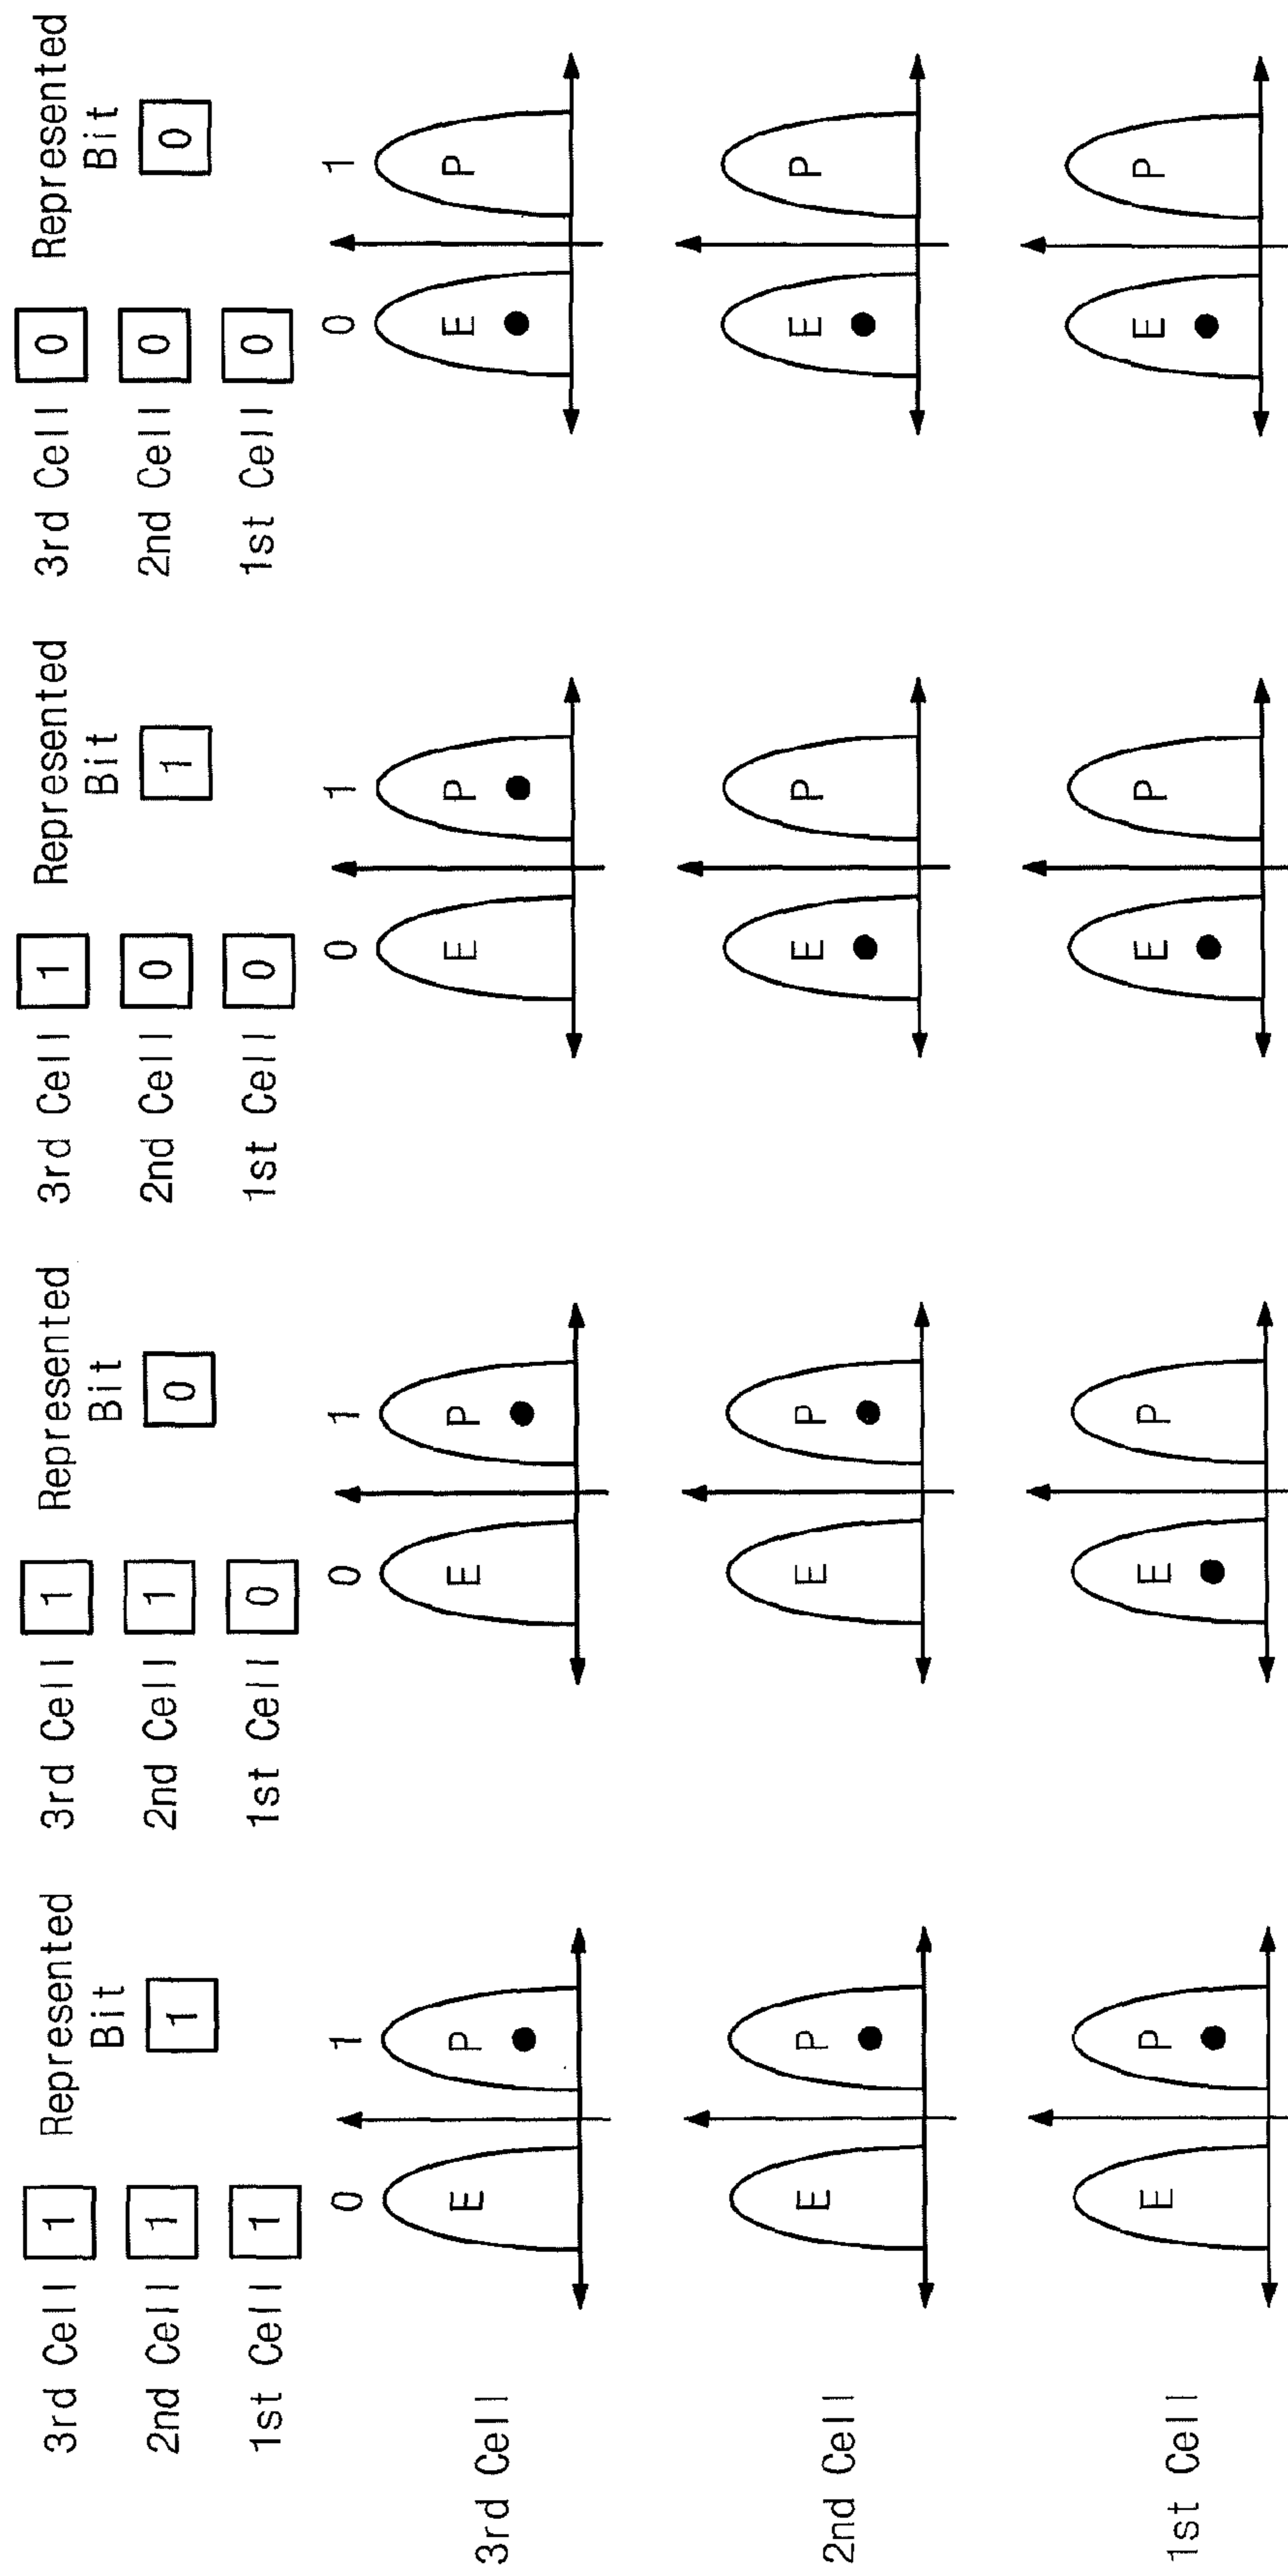 3rd Cell 1
2nd Cell 1
1st Cell 1
Represented
Bit
1
3rd Cell 1
2nd Cell 1
1st Cell 0
Represented
Bit
0
3rd Cell 1
2nd Cell 0
1st Cell 0
Represented
Bit
1
3rd Cell 0
2nd Cell 0
1st Cell 0
Represented
Bit
0
0 1 0 1 0 1 0 1
3rd Cell E P E P E P E P
2nd Cell E P E P E P E P
1st Cell E P E P E P E P